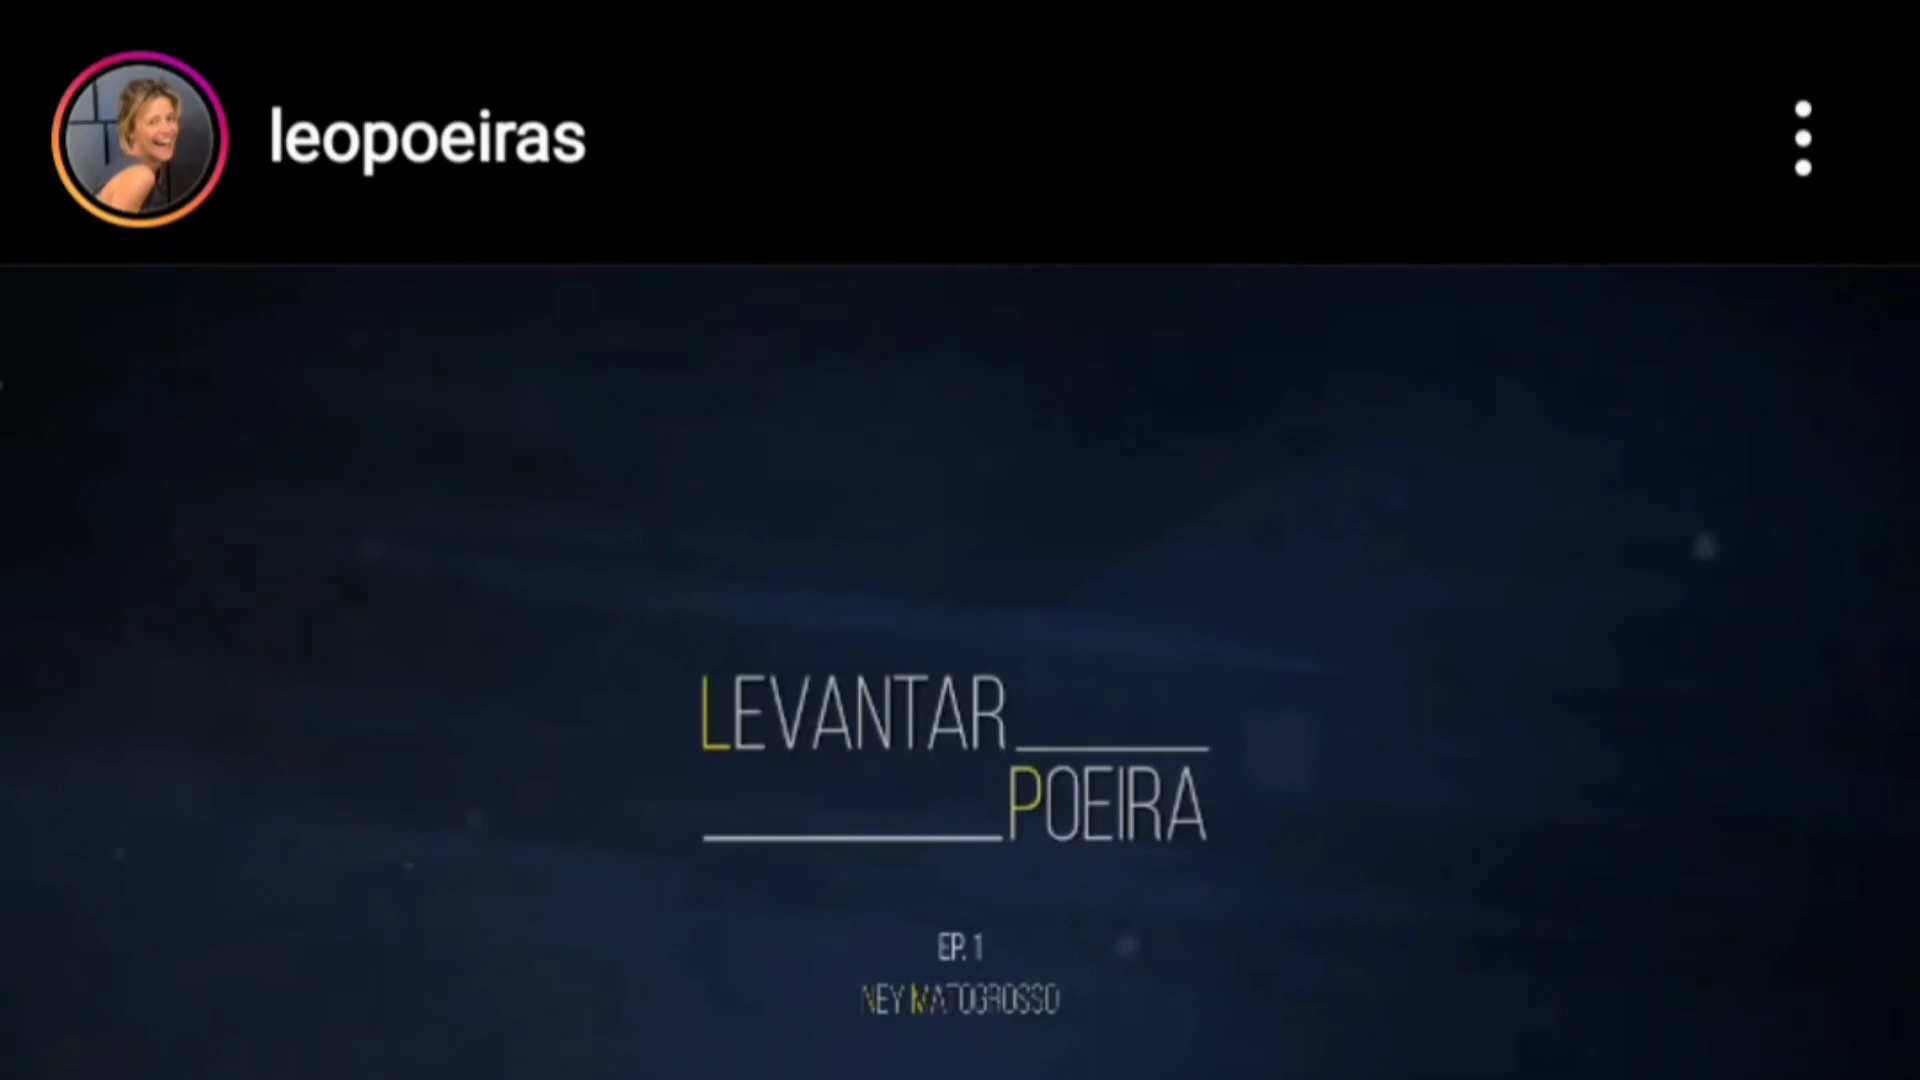 leopoeiras
LEVANTAR
POEIRA
EP. 1
NEY MATOGROSSO